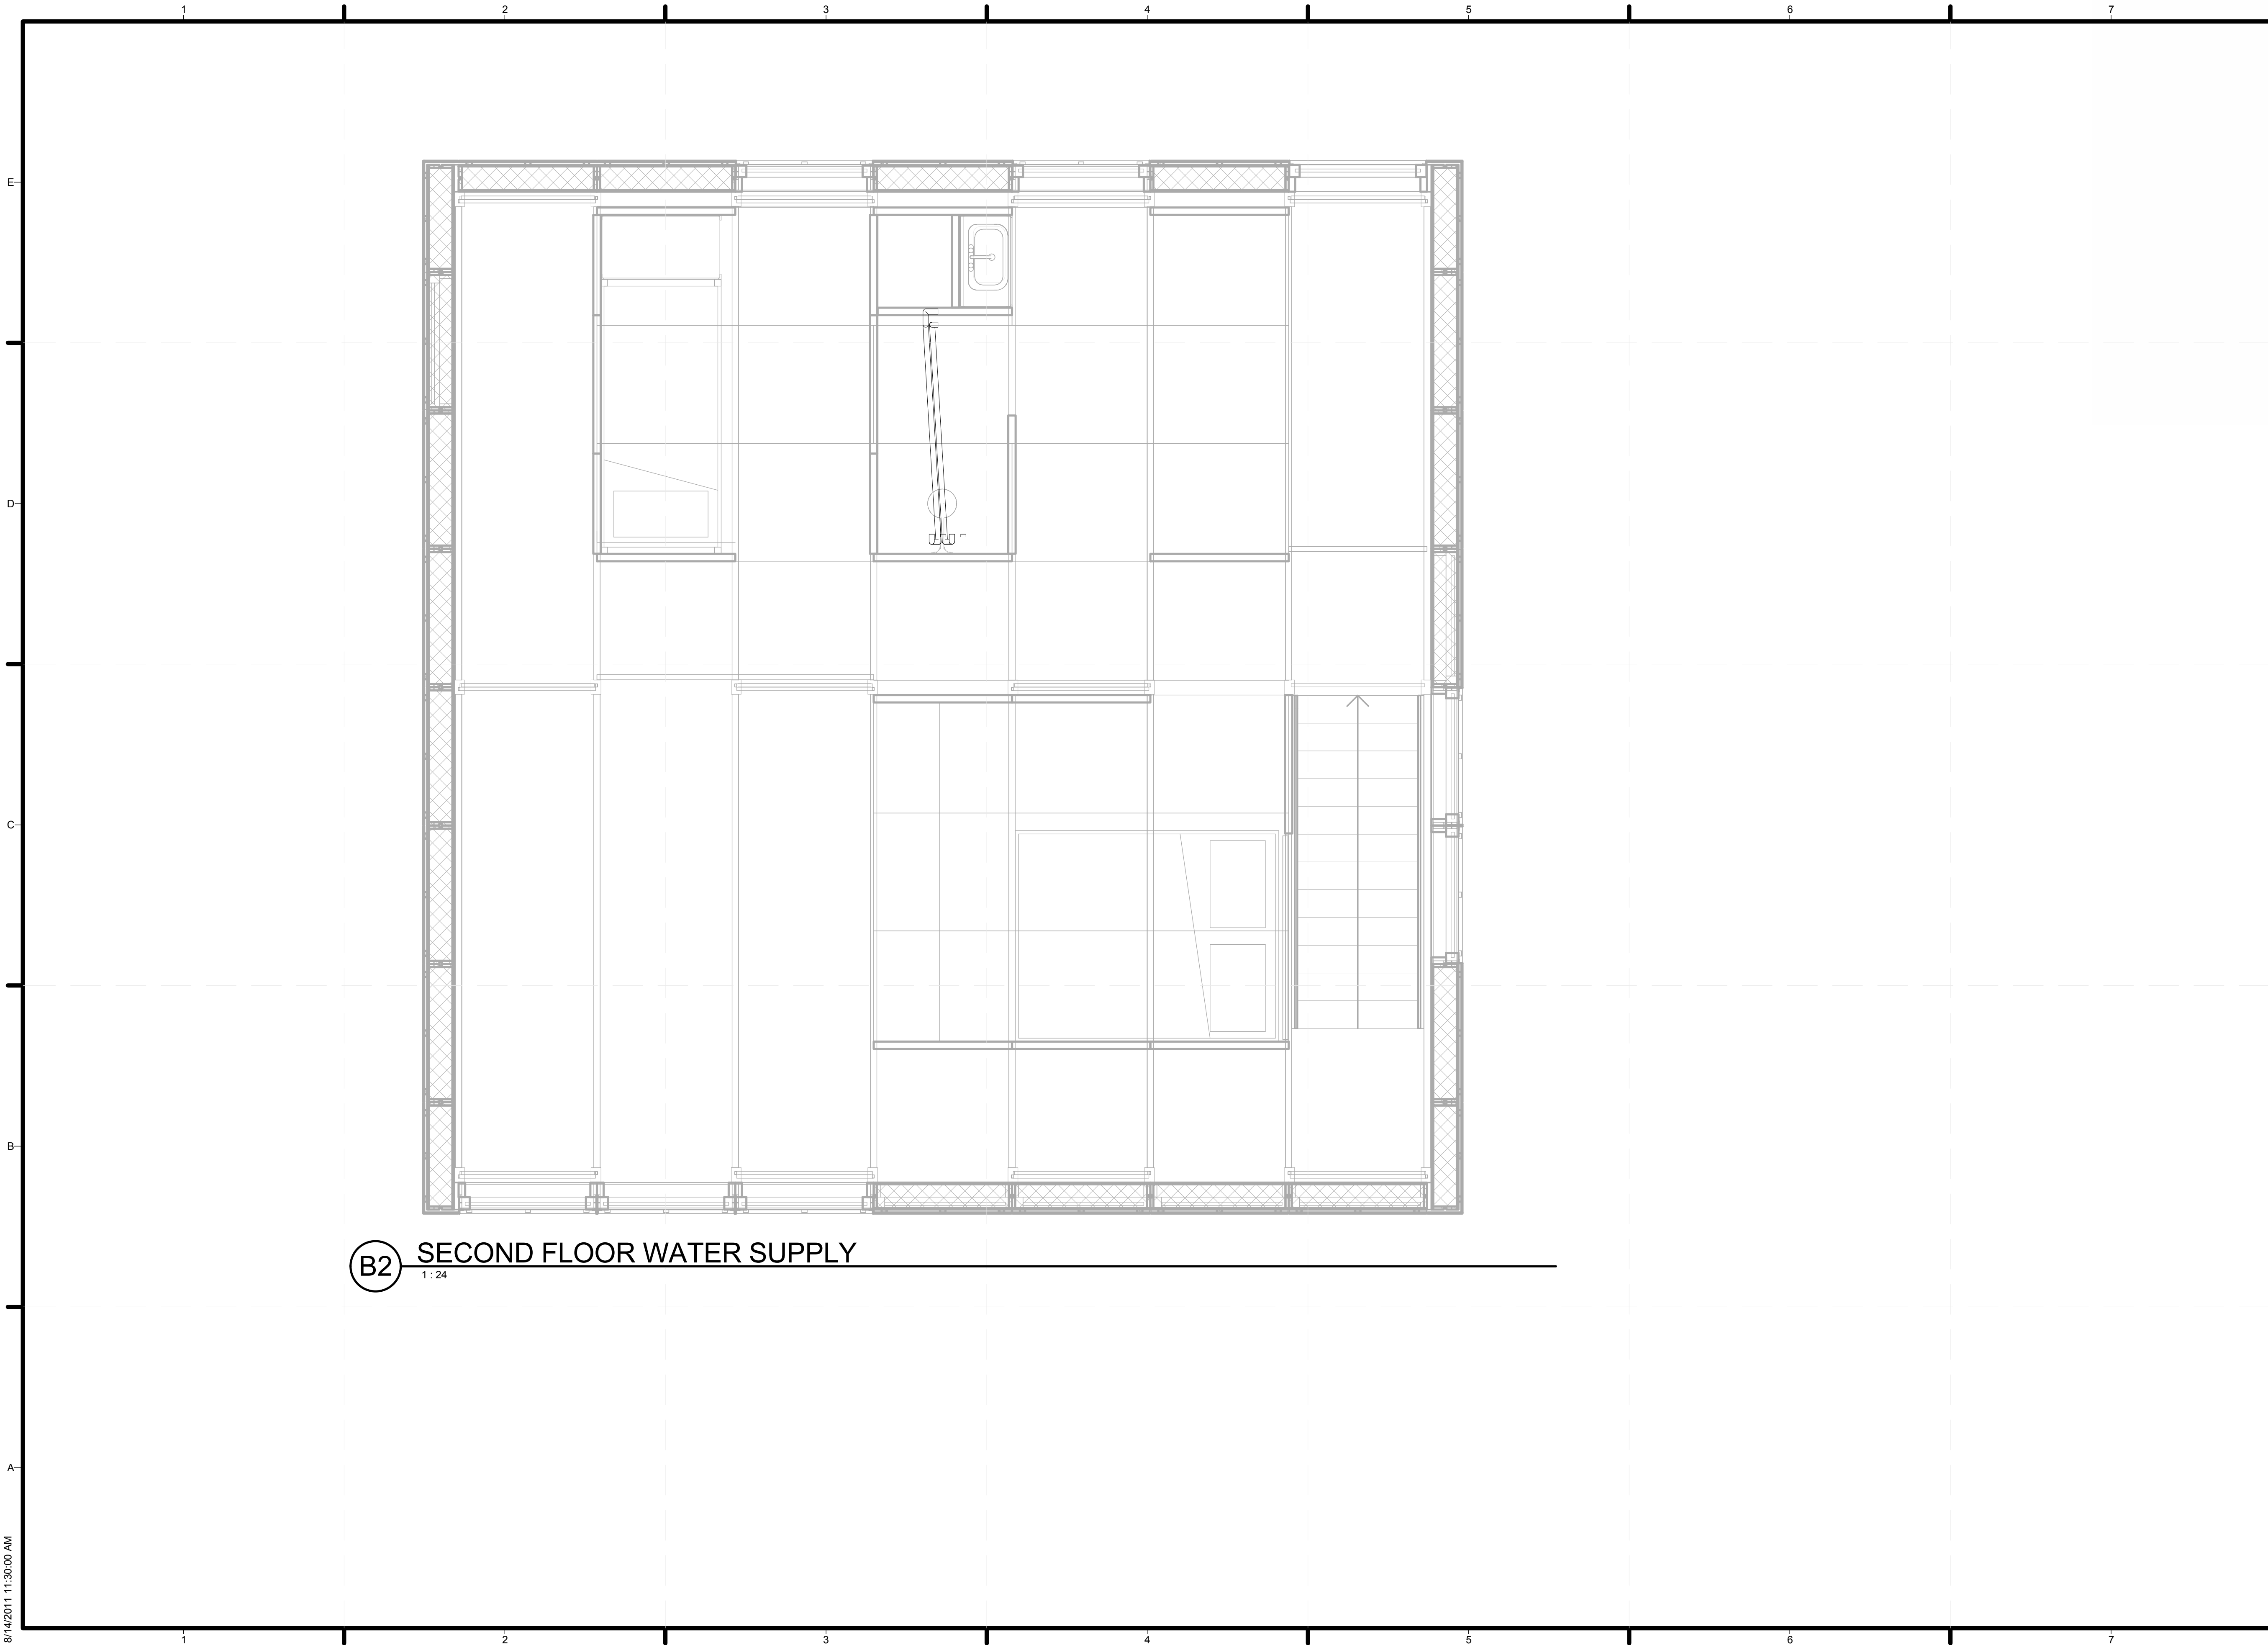 1 2 3 4 5 6 7
E
D
C
B
A
B2 SECOND FLOOR WATER SUPPLY
1 : 24
8/14/2011 11:30:00 AM
1 2 3 4 5 6 7